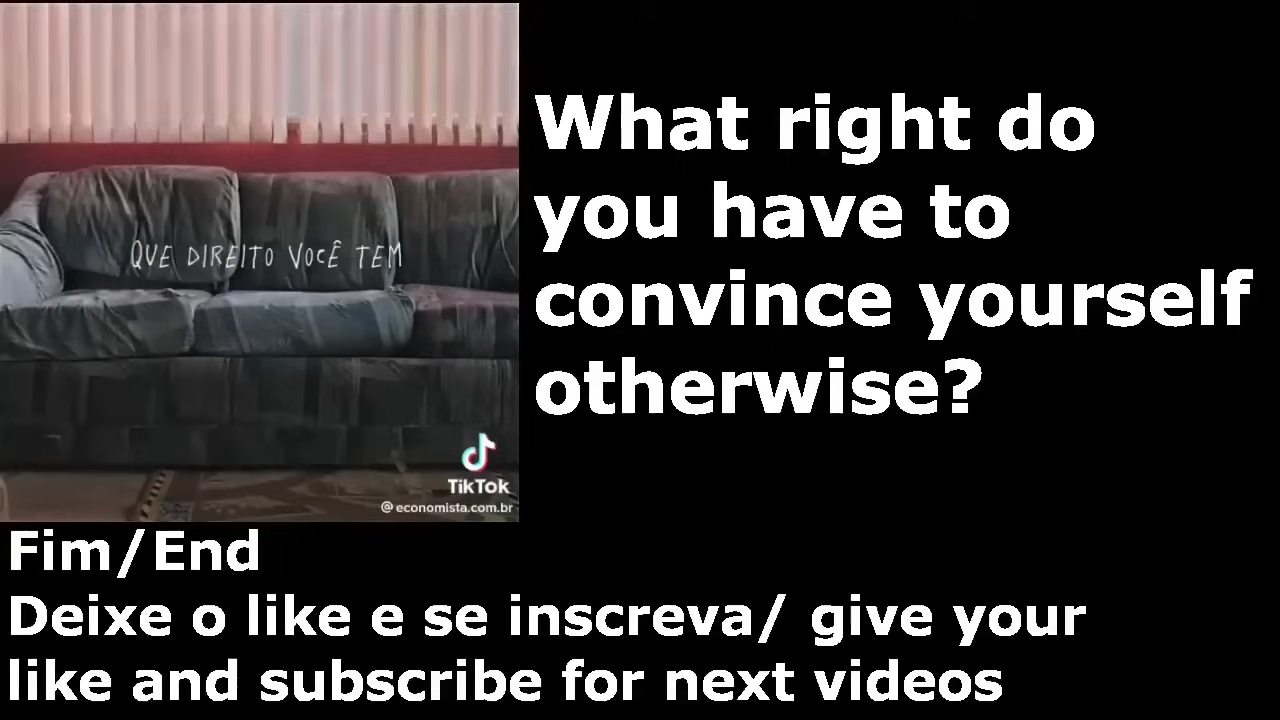 QUE DIREITO VOCÊ TEM
TikTok
@economista.com.br
What right do
you have to
convince yourself
otherwise?
Fim/End
Deixe o like e se inscreva/ give your
like and subscribe for next videos